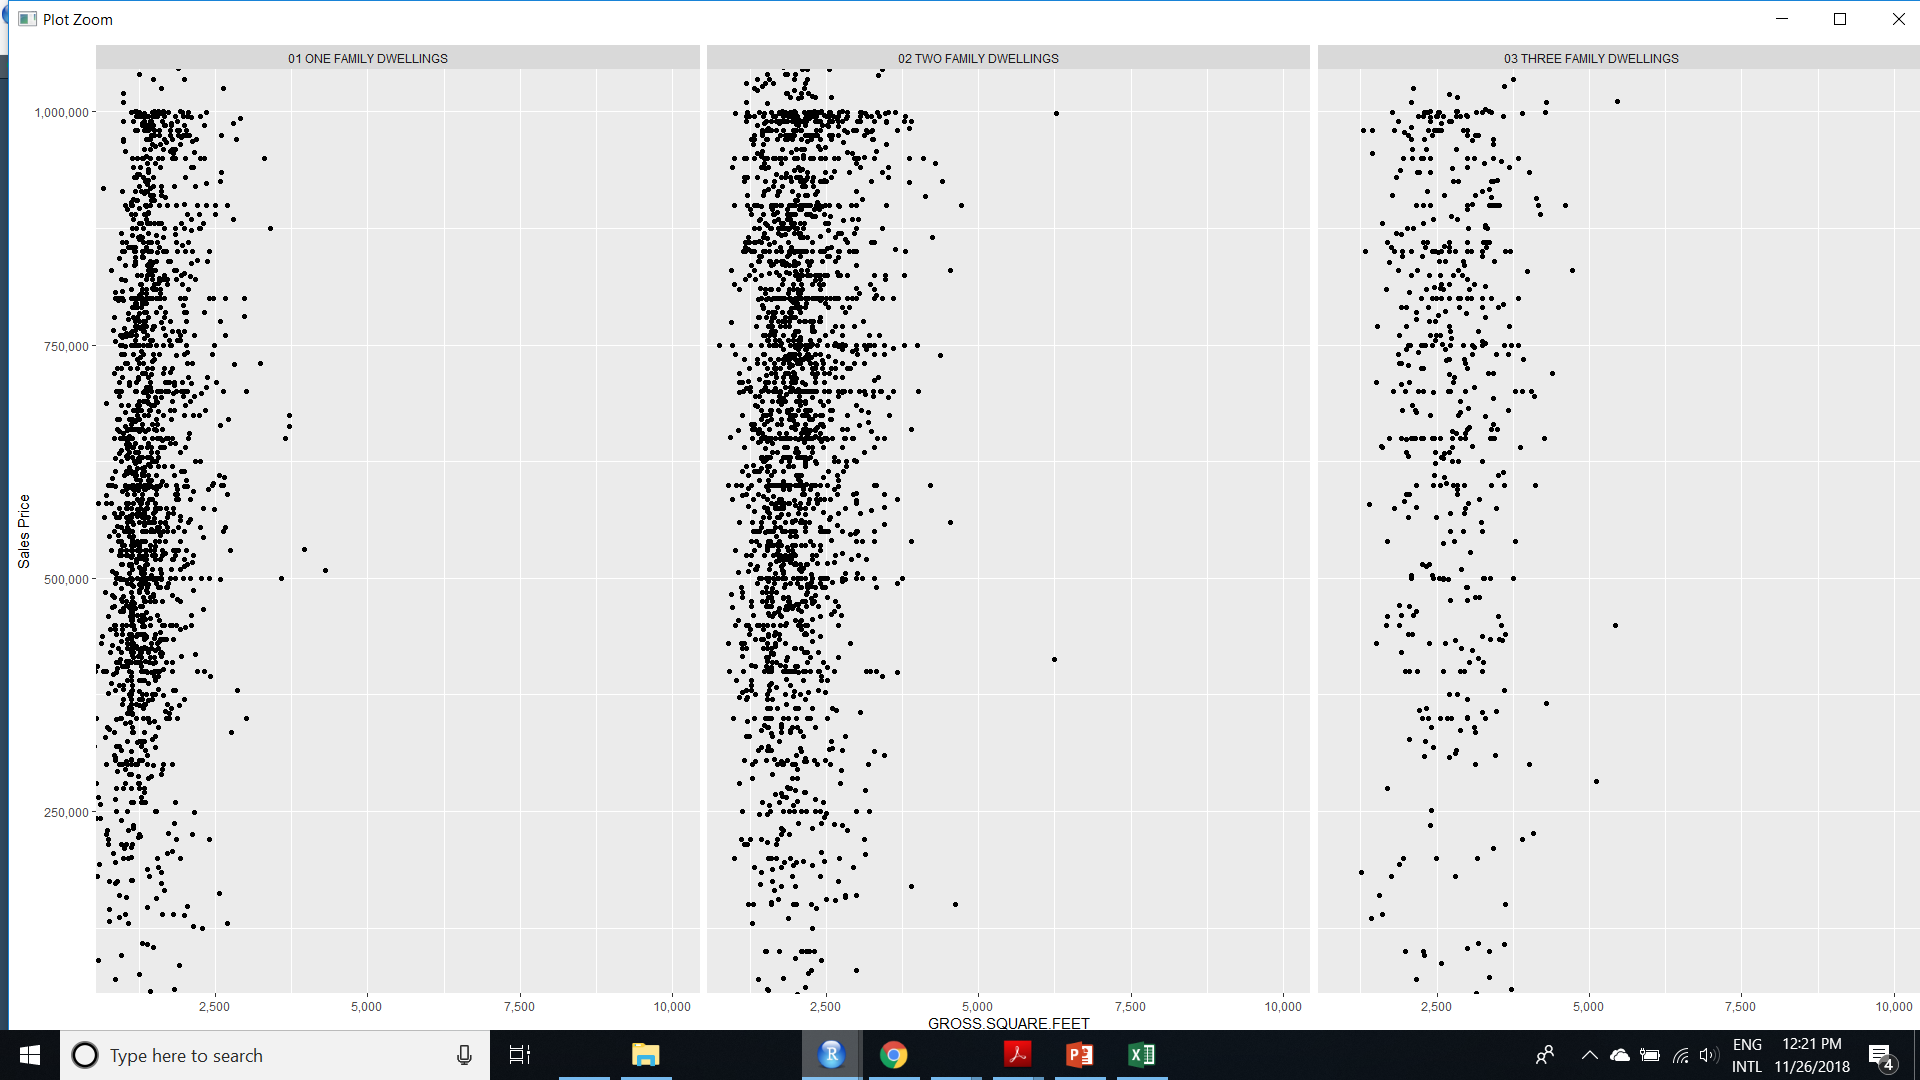 Plot Zoom
01 ONE FAMILY DWELLINGS
02 TWO FAMILY DWELLINGS
03 THREE FAMILY DWELLINGS
1,000,000
750,000
500,000
250,000
Sales Price
2,500 5,000 7,500 10,000
2,500 5,000 7,500 10,000
2,500 5,000 7,500 10,000
GROSS.SQUARE.FEET
Type here to search
R
P
X
ENG
INTL
12:21 PM
11/26/2018
4